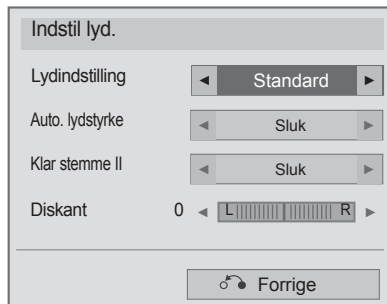 Indstil lyd.
Lydindstilling ◄ Standard ►
Auto. lydstyrke ◄ Sluk ►
Klar stemme II ◄ Sluk ►
Diskant 0 ◄ L R ►
Forrige